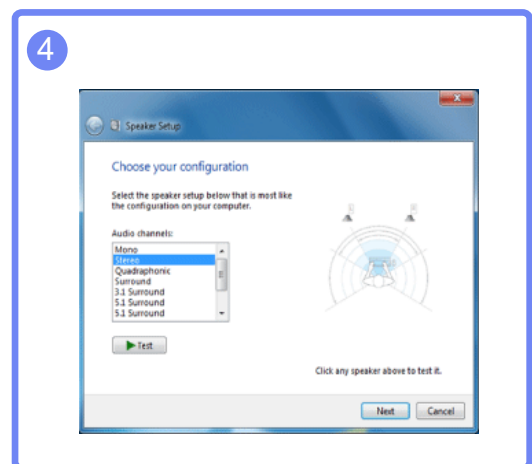 4
Speaker Setup
Choose your configuration
Select the speaker setup below that is most like
the configuration on your computer.
Audio channels:
Mono
Stereo
Quadraphonic
Surround
3.1 Surround
5.1 Surround
5.1 Surround
Test
Click any speaker above to test it.
Next
Cancel